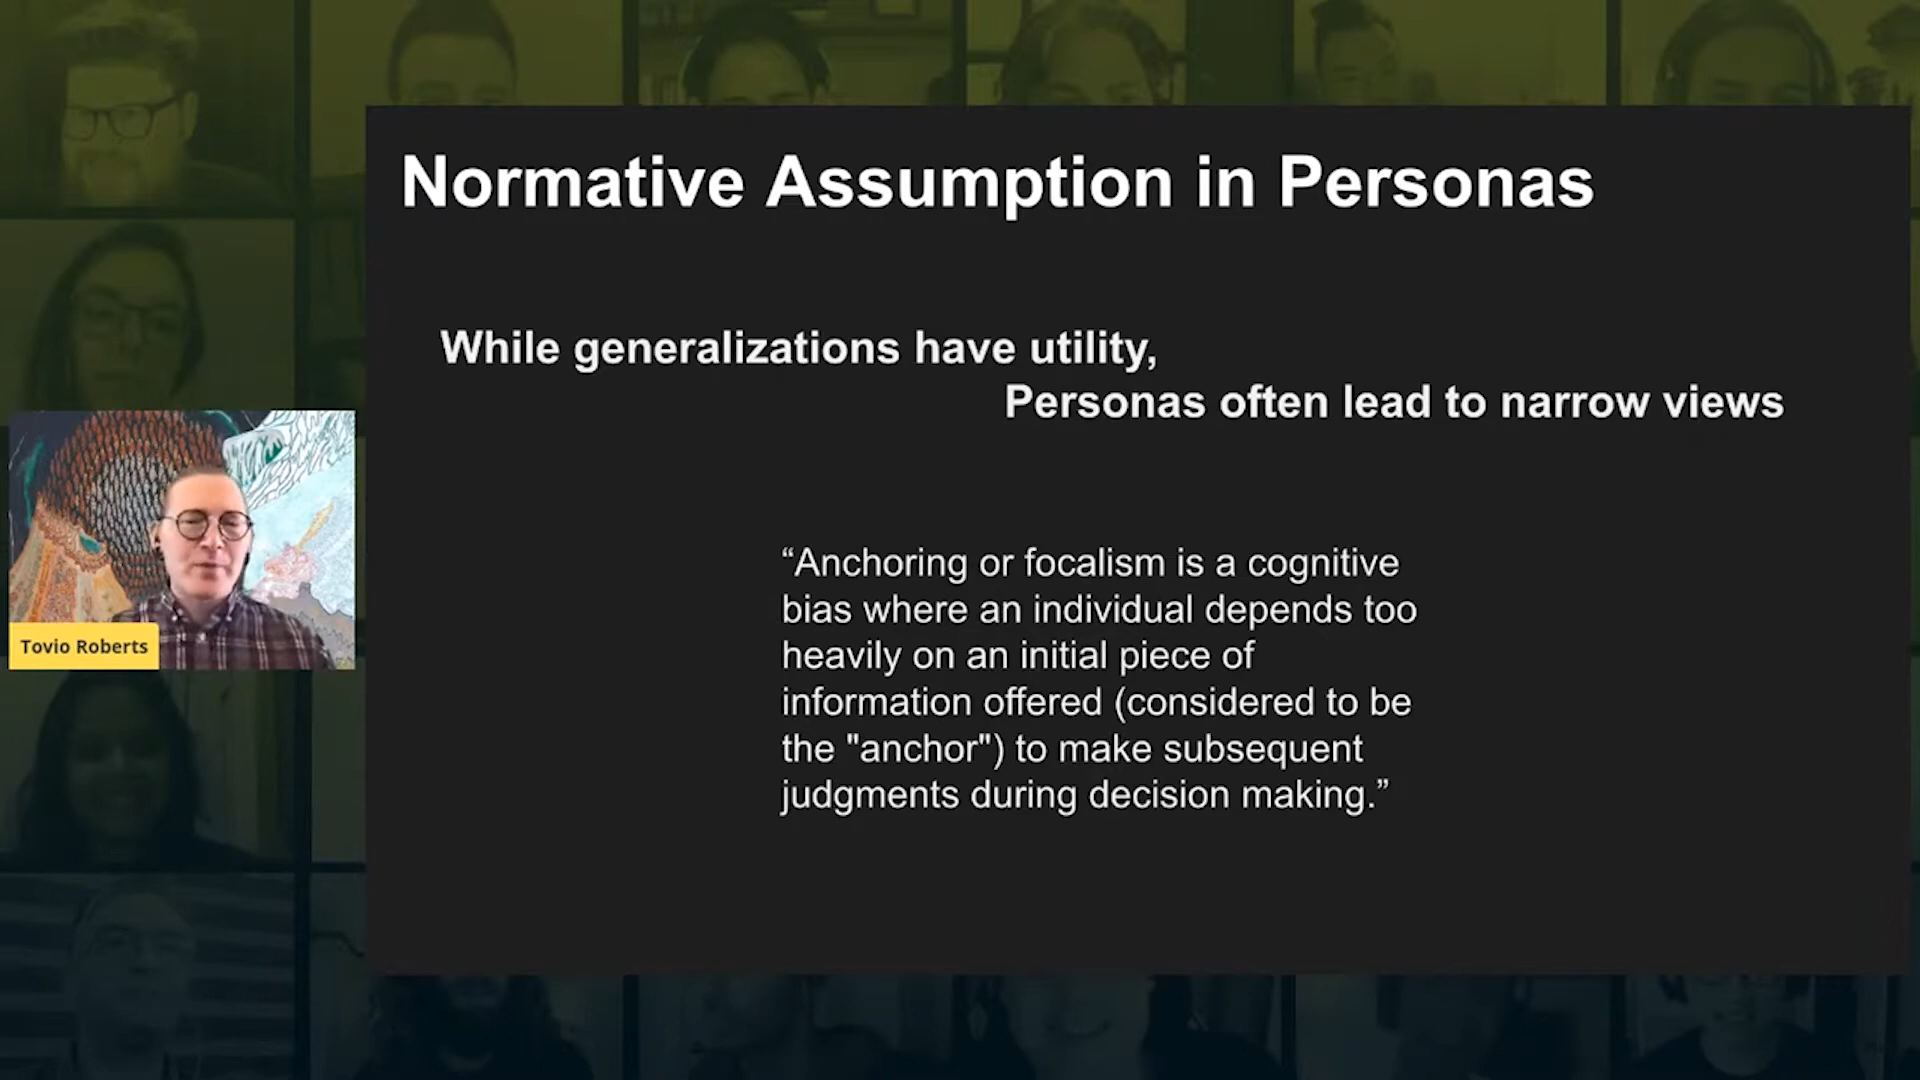 Normative Assumption in Personas
While generalizations have utility,
Personas often lead to narrow views
“Anchoring or focalism is a cognitive
bias where an individual depends too
heavily on an initial piece of
information offered (considered to be
the "anchor") to make subsequent
judgments during decision making.”
Tovio Roberts